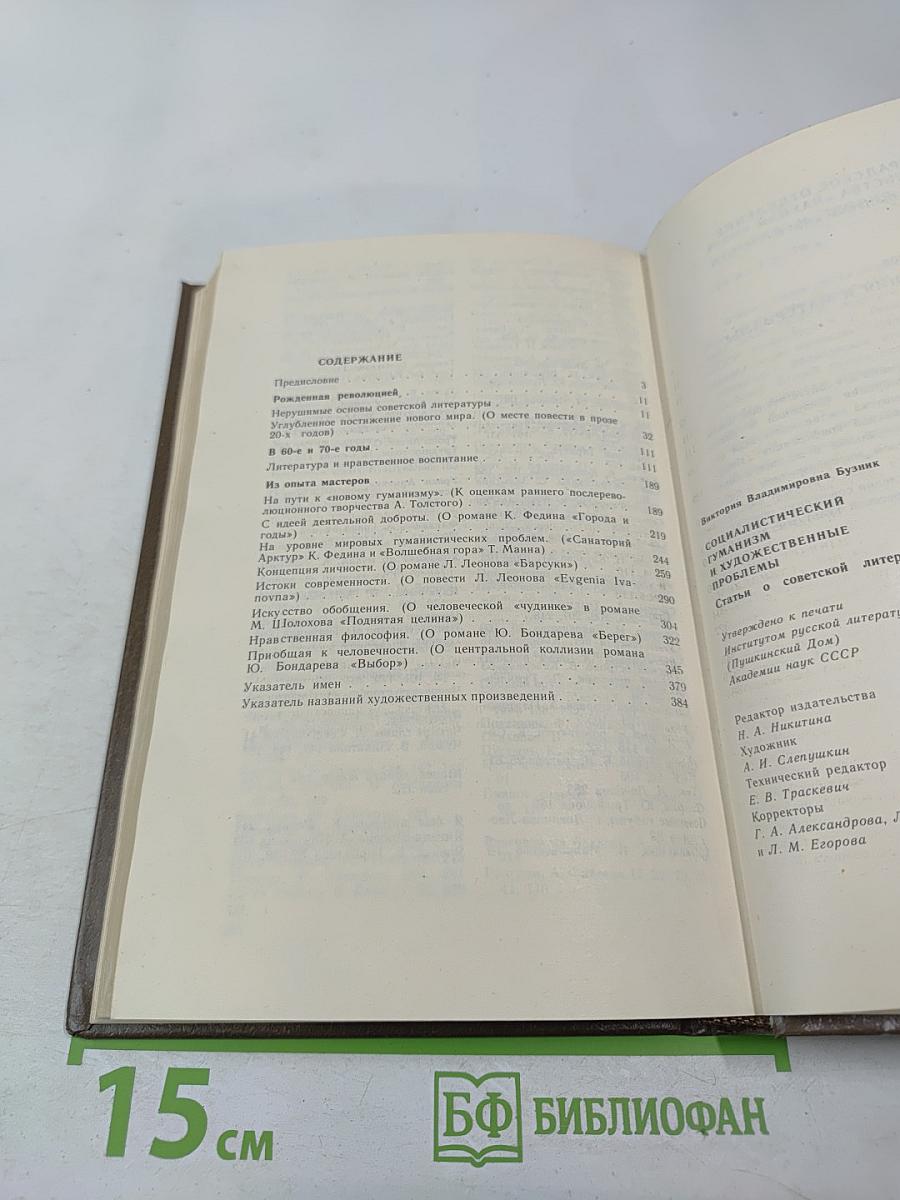 СОДЕРЖАНИЕ
Предисловие . . . . . . . . . . . . . . . . 3
Рожденная революцией . . . . . . . . . . . . 11
Нерушимые основы советской литературы . . . . . . . 11
Углубленное постижение нового мира. (О месте повести в прозе
20-х годов) . . . . . . . . . . . . . . . . 32
В 60-е и 70-е годы . . . . . . . . . . . . . . 111
Литература и нравственное воспитание . . . . . . . . 111
Из опыта мастеров . . . . . . . . . . . . . . 189
На пути к «новому гуманизму». (К оценкам раннего послерево-
люционного творчества А. Толстого) . . . . . . . . 189
С идеей деятельной доброты. (О романе К. Федина «Города и
годы») . . . . . . . . . . . . . . . . . . 219
На уровне мировых гуманистических проблем. («Санаторий
Арктур» К. Федина и «Волшебная гора» Т. Манна) . . . . 244
Концепция личности. (О романе Л. Леонова «Барсуки») . . . 259
Истоки современности. (О повести Л. Леонова «Evgenia Iva-
novna») . . . . . . . . . . . . . . . . . . 290
Искусство обобщения. (О человеческой «чудинке» в романе
М. Шолохова «Поднятая целина») . . . . . . . . . 304
Нравственная философия. (О романе Ю. Бондарева «Берег») 322
Приобщая к человечности. (О центральной коллизии романа
Ю. Бондарева «Выбор») . . . . . . . . . . . . 345
Указатель имен . . . . . . . . . . . . . . . 379
Указатель названий художественных произведений . . . . . 384
Виктория Владимировна Бузник
СОЦИАЛИСТИЧЕСКИЙ
ГУМАНИЗМ
И ХУДОЖЕСТВЕННЫЕ
ПРОБЛЕМЫ
Статьи о советской литер
Утверждено к печати
Институтом русской литерату
(Пушкинский Дом)
Академии наук СССР
Редактор издательства
Н. А. Никитина
Художник
А. И. Слепушкин
Технический редактор
Е. В. Траскевич
Корректоры
Г. А. Александрова, Л
и Л. М. Егорова
15 см
БФ БИБЛИОФАН